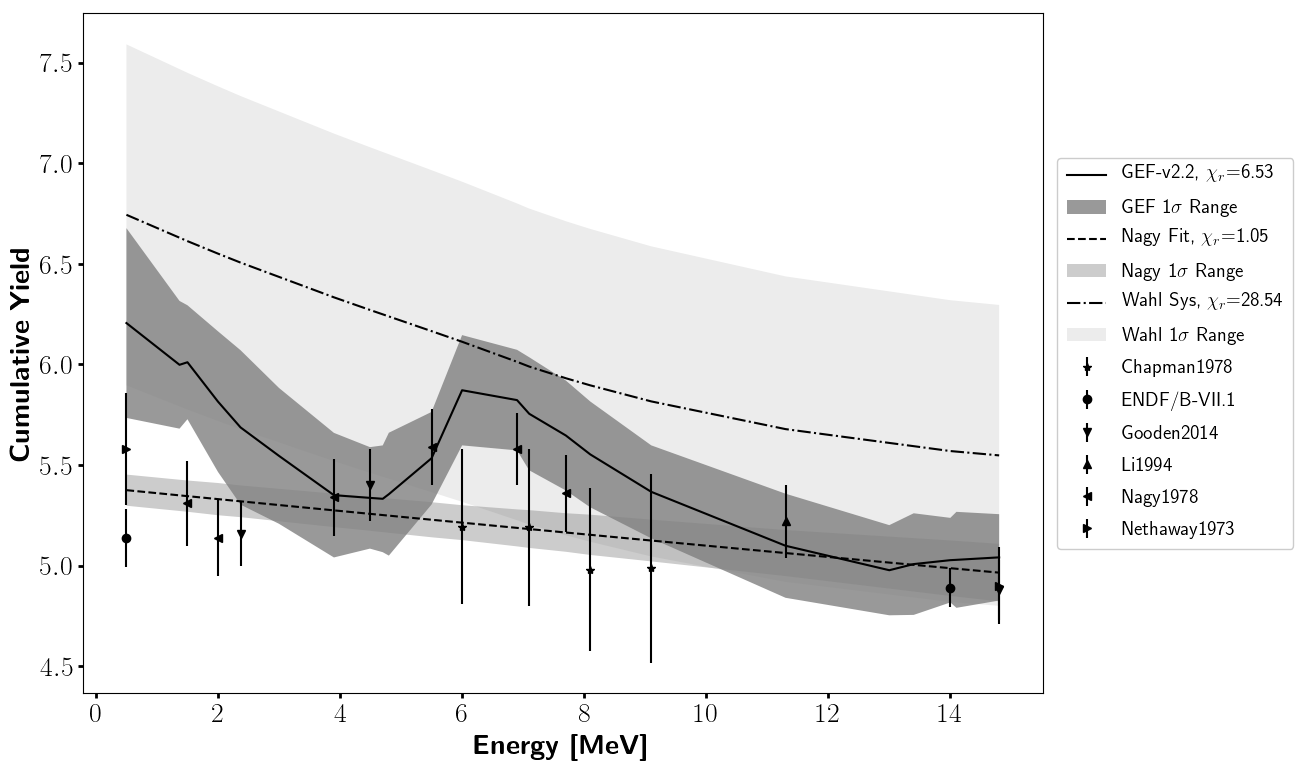 7.5
7.0
6.5
6.0
5.5
5.0
4.5
Cumulative Yield
0 2 4 6 8 10 12 14
Energy [MeV]
GEF-v2.2, χr=6.53
GEF 1σ Range
Nagy Fit, χr=1.05
Nagy 1σ Range
Wahl Sys, χr=28.54
Wahl 1σ Range
Chapman1978
ENDF/B-VII.1
Gooden2014
Li1994
Nagy1978
Nethaway1973